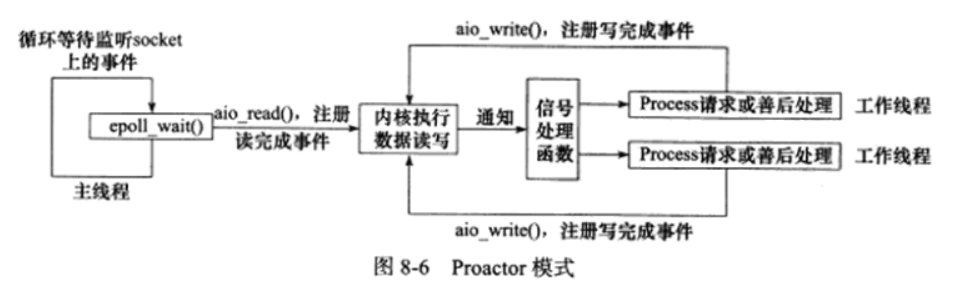 aio_write()，注册写完成事件
循环等待监听socket
上的事件
epoll_wait()
主线程
aio_read()，注册
读完成事件
内核执行
数据读写
通知
信号
处理
函数
Process请求或善后处理
工作线程
Process请求或善后处理
工作线程
aio_write()，注册写完成事件
图 8-6 Proactor 模式